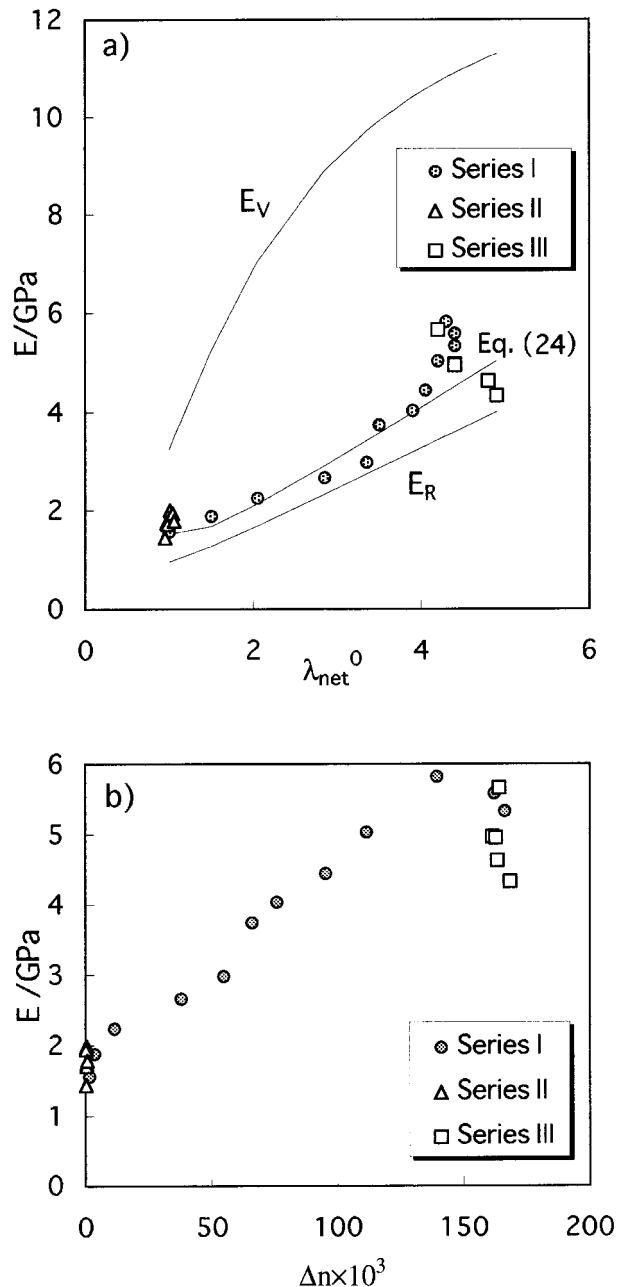 a)
12
10
8
6
4
2
0
E/GPa
E_V
Series I
Series II
Series III
Eq. (24)
E_R
0 2 4 6
λ_net^0
b)
6
5
4
3
2
1
0
E /GPa
Series I
Series II
Series III
0 50 100 150 200
Δn×10^3